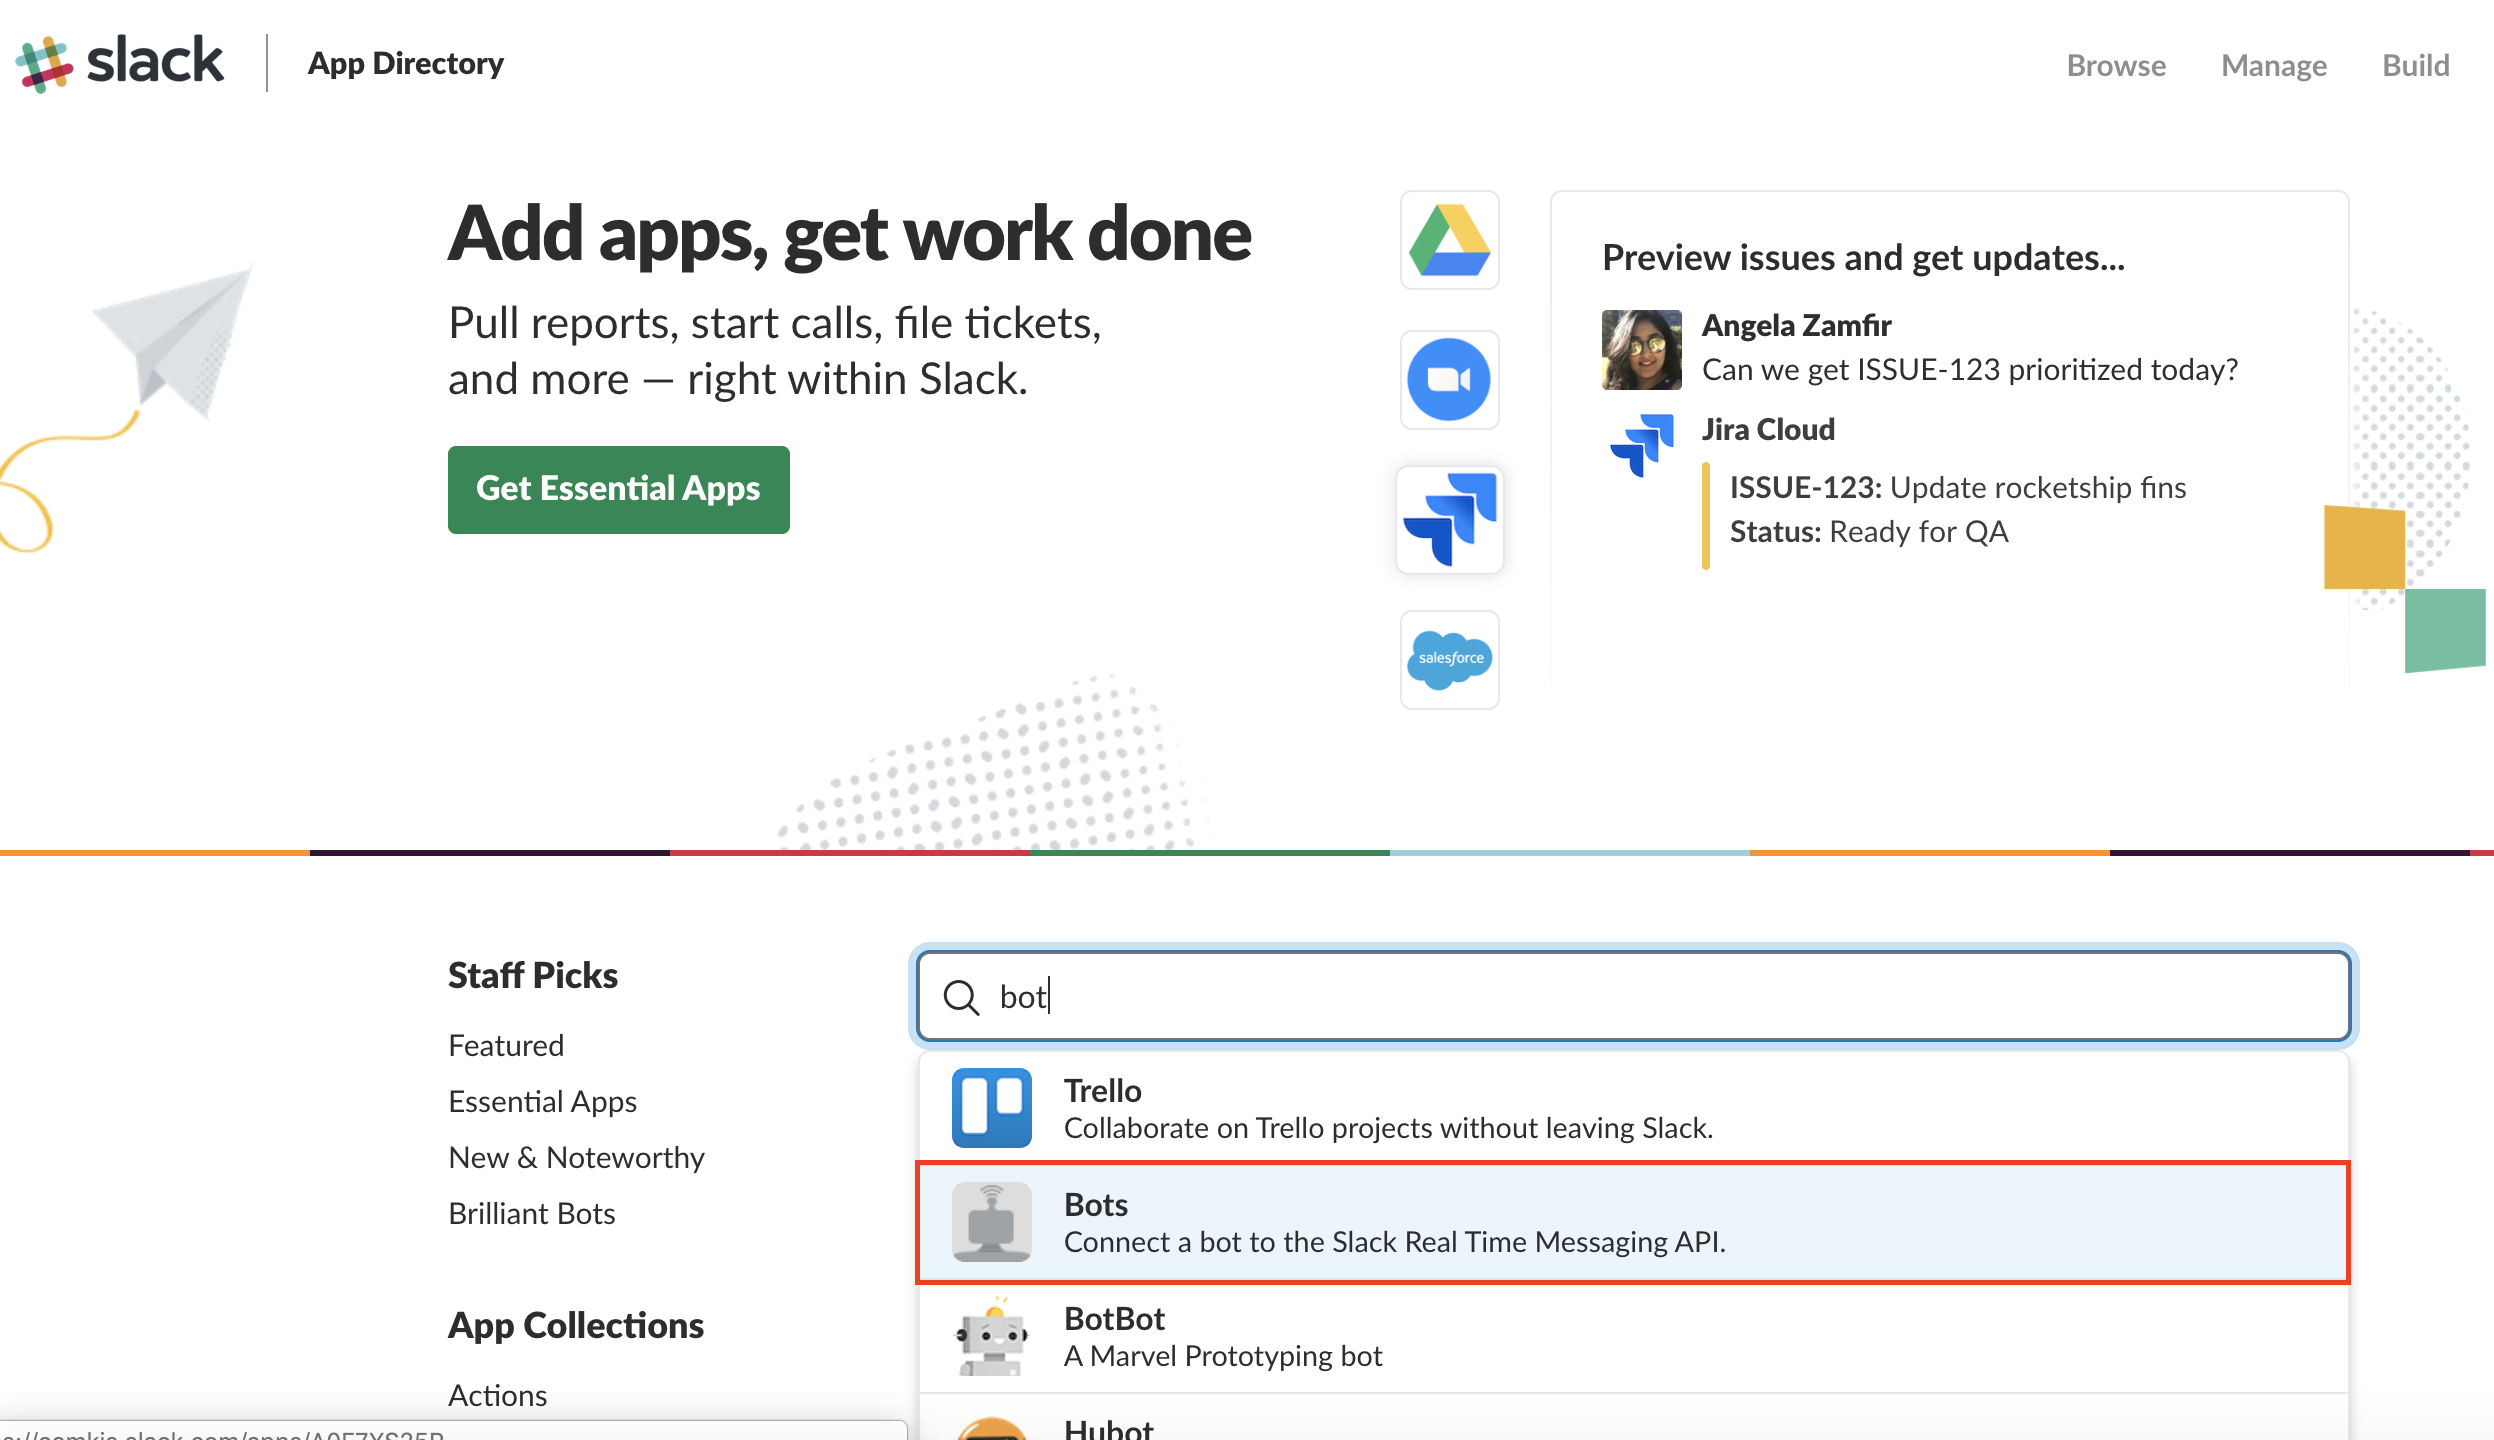 slack
App Directory
Browse
Manage
Build
Add apps, get work done
Pull reports, start calls, file tickets,
and more — right within Slack.
Get Essential Apps
salesforce
Preview issues and get updates...
Angela Zamfir
Can we get ISSUE-123 prioritized today?
Jira Cloud
ISSUE-123: Update rocketship fins
Status: Ready for QA
Staff Picks
Featured
Essential Apps
New & Noteworthy
Brilliant Bots
App Collections
Actions
bot
Trello
Collaborate on Trello projects without leaving Slack.
Bots
Connect a bot to the Slack Real Time Messaging API.
BotBot
A Marvel Prototyping bot
Hubot